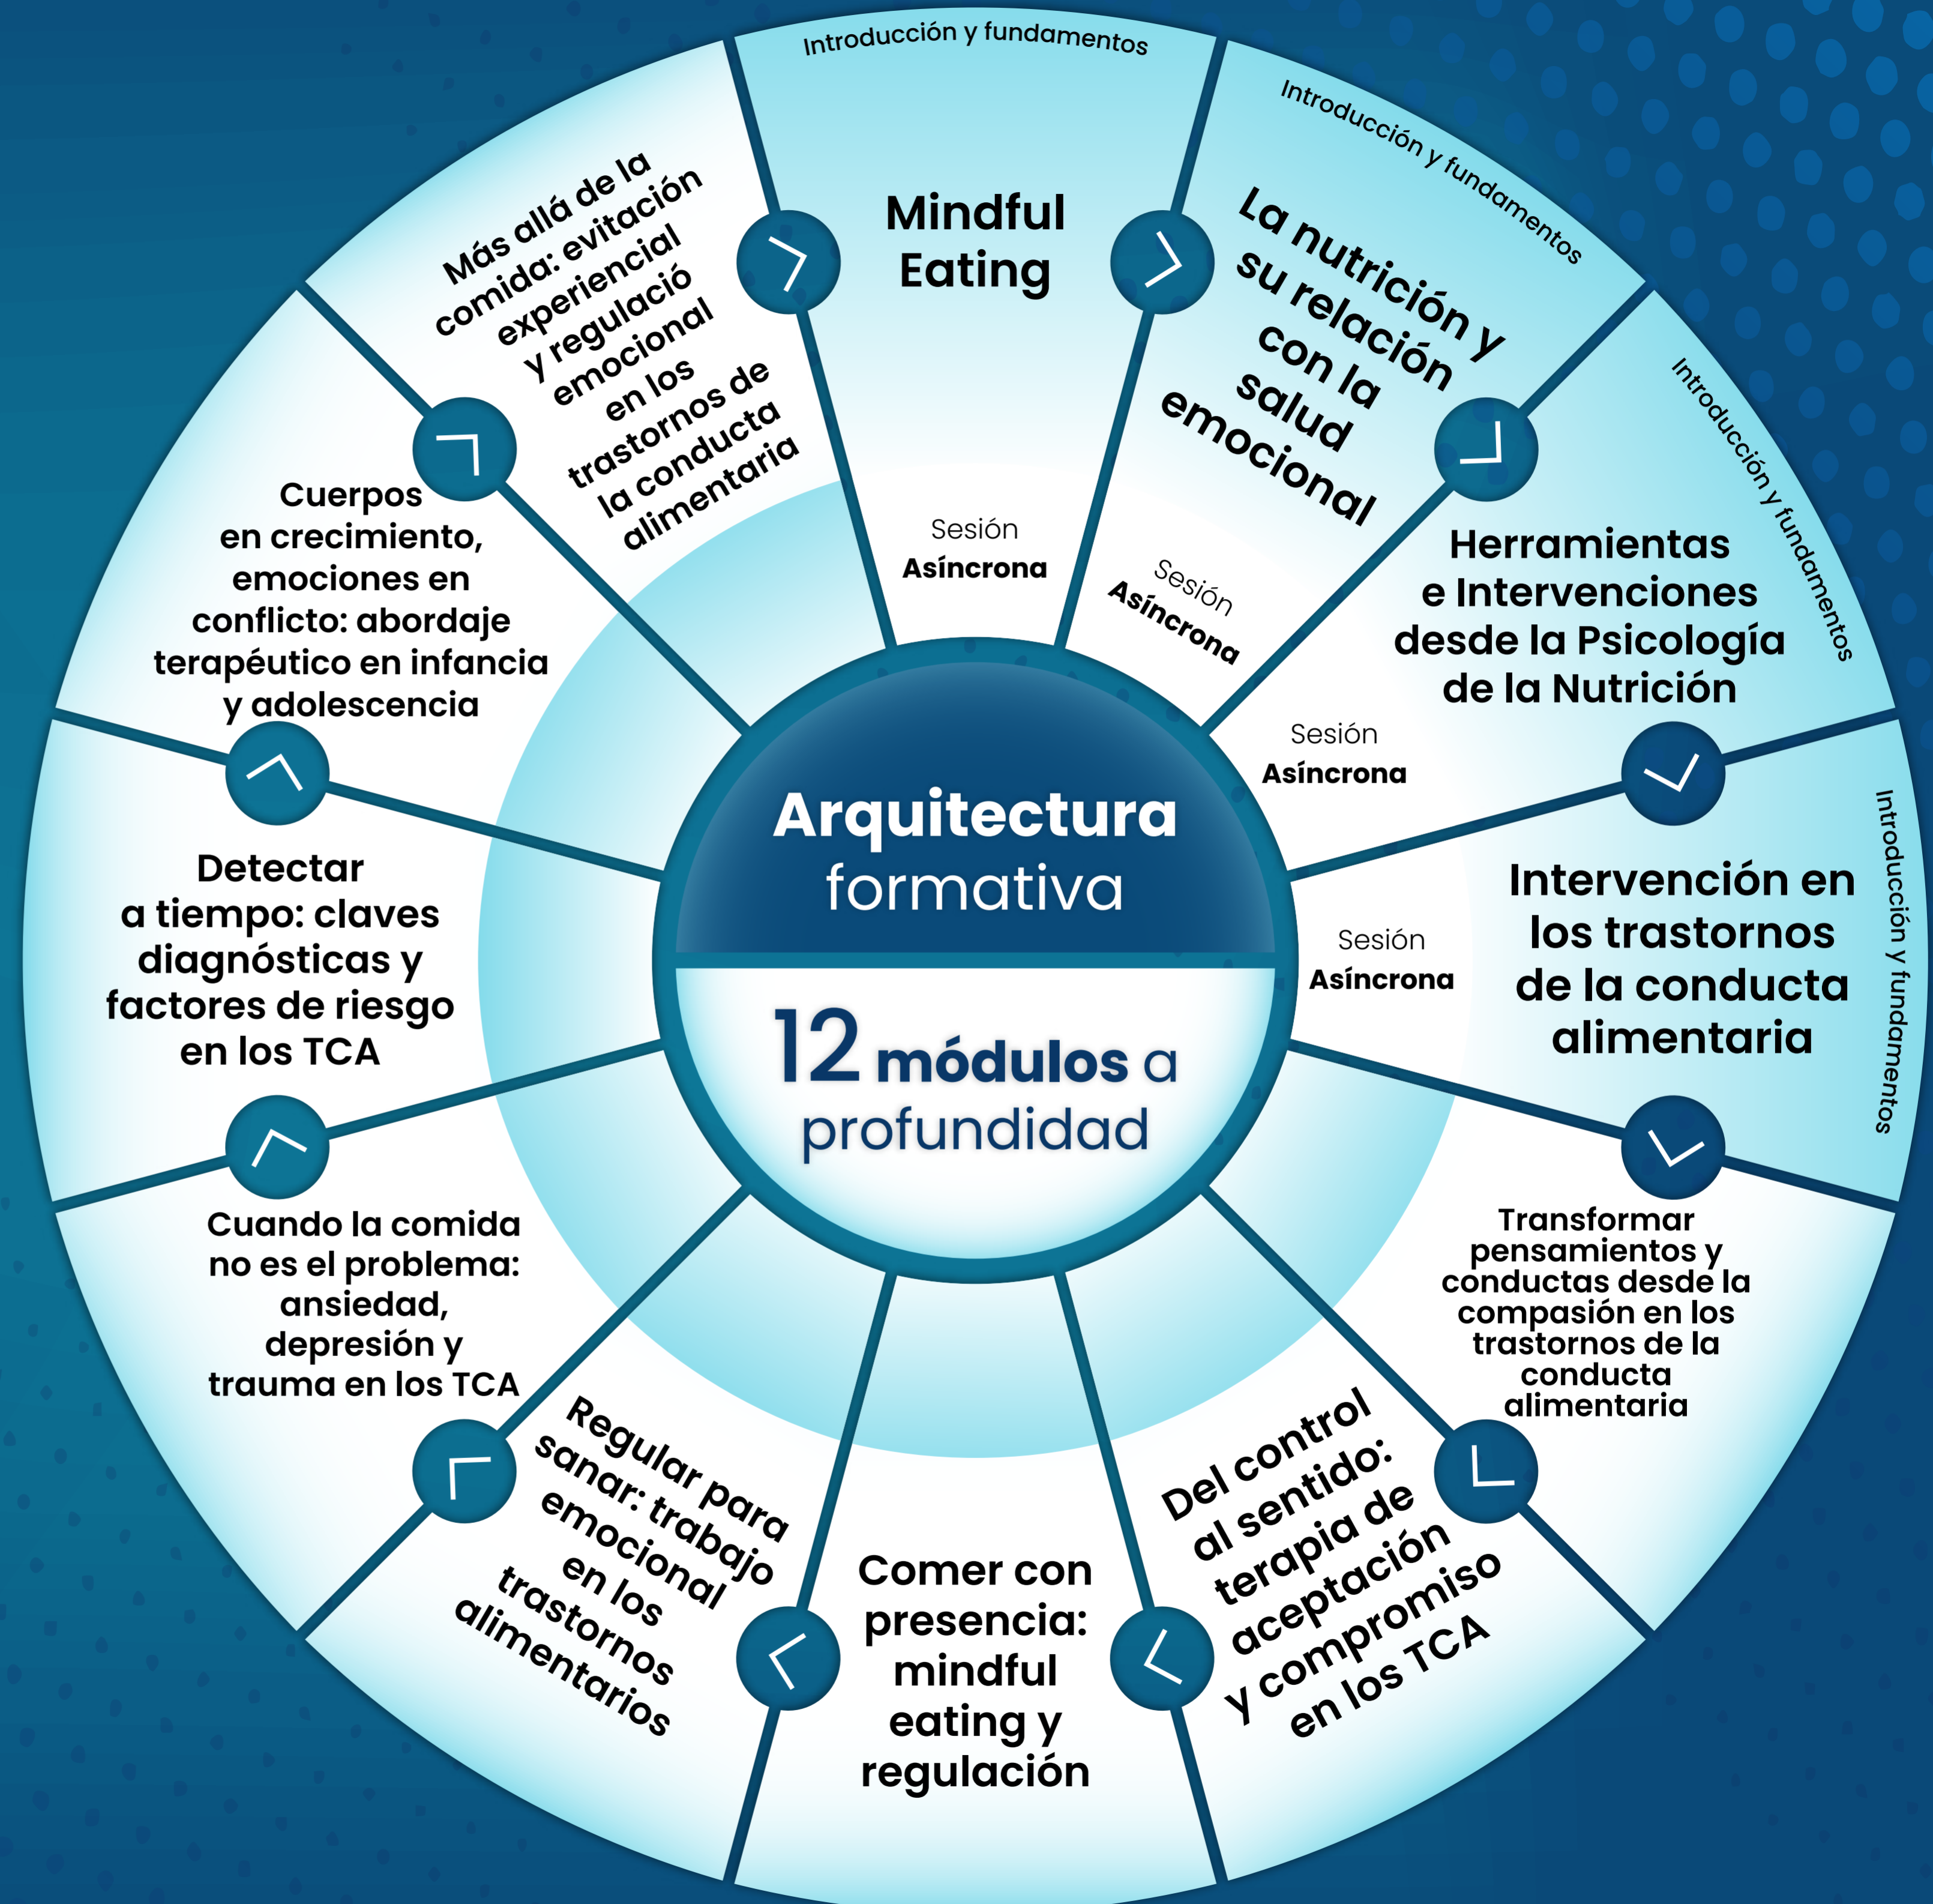 Arquitectura
formativa
12 módulos a
profundidad
Introducción y fundamentos
Mindful
Eating
Sesión
Asíncrona
Introducción y fundamentos
La nutrición y
su relación
con la
salud
emocional
Sesión
Asíncrona
Introducción y fundamentos
Herramientas
e Intervenciones
desde la Psicología
de la Nutrición
Sesión
Asíncrona
Introducción y fundamentos
Intervención en
los trastornos
de la conducta
alimentaria
Sesión
Asíncrona
Transformar
pensamientos y
conductas desde la
compasión en los
trastornos de la
conducta
alimentaria
Del control
al sentido:
terapia de
aceptación
y compromiso
en los TCA
Comer con
presencia:
mindful
eating y
regulación
Regular para
sanar: trabajo
emocional
en los
trastornos
alimentarios
Cuando la comida
no es el problema:
ansiedad,
depresión y
trauma en los TCA
Detectar
a tiempo: claves
diagnósticas y
factores de riesgo
en los TCA
Cuerpos
en crecimiento,
emociones en
conflicto: abordaje
terapéutico en infancia
y adolescencia
Más allá de la
comida: evitación
experiencial
y regulació
emocional
en los
trastornos de
la conducta
alimentaria